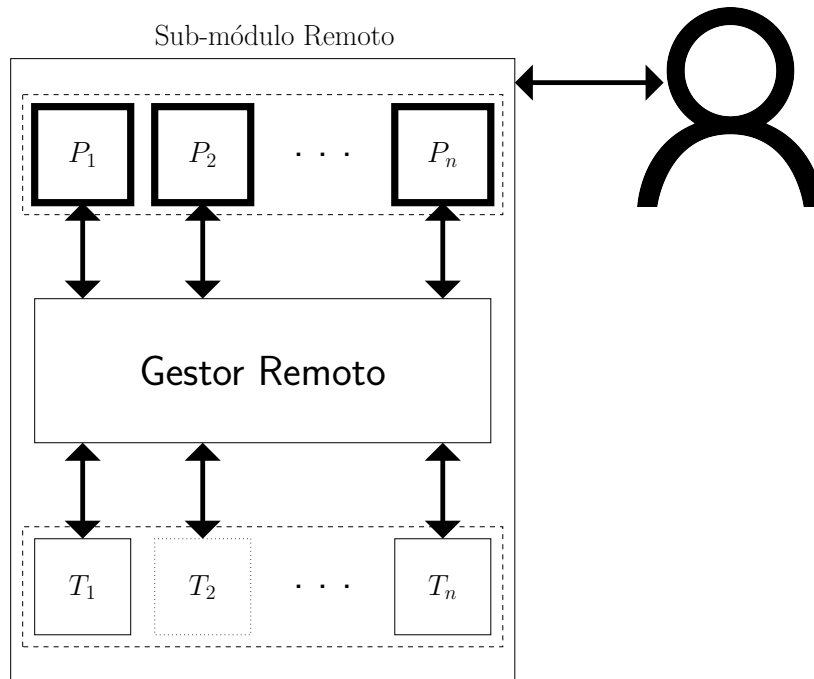 Sub-módulo Remoto
P₁ P₂ · · · Pₙ
Gestor Remoto
T₁ T₂ · · · Tₙ